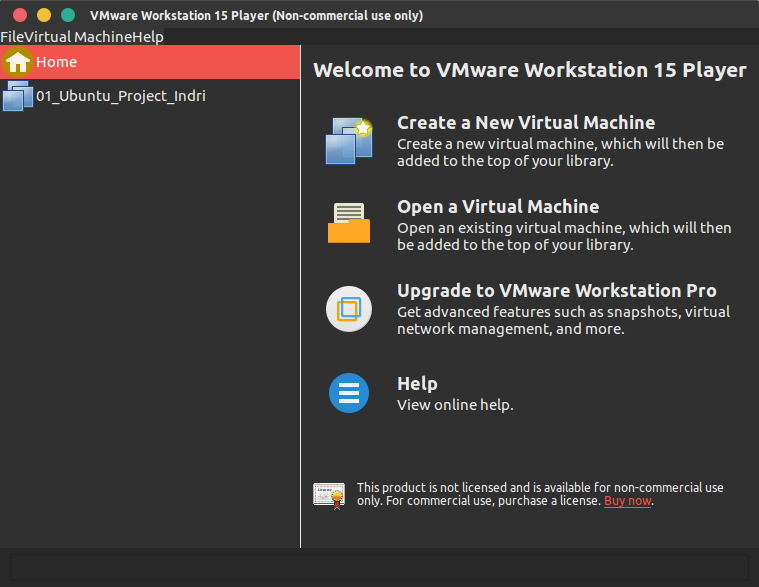 VMware Workstation 15 Player (Non-commercial use only)
FileVirtual MachineHelp
Home
01_Ubuntu_Project_Indri
Welcome to VMware Workstation 15 Player
Create a New Virtual Machine
Create a new virtual machine, which will then be
added to the top of your library.
Open a Virtual Machine
Open an existing virtual machine, which will then
be added to the top of your library.
Upgrade to VMware Workstation Pro
Get advanced features such as snapshots, virtual
network management, and more.
Help
View online help.
This product is not licensed and is available for non-commercial use
only. For commercial use, purchase a license. Buy now.